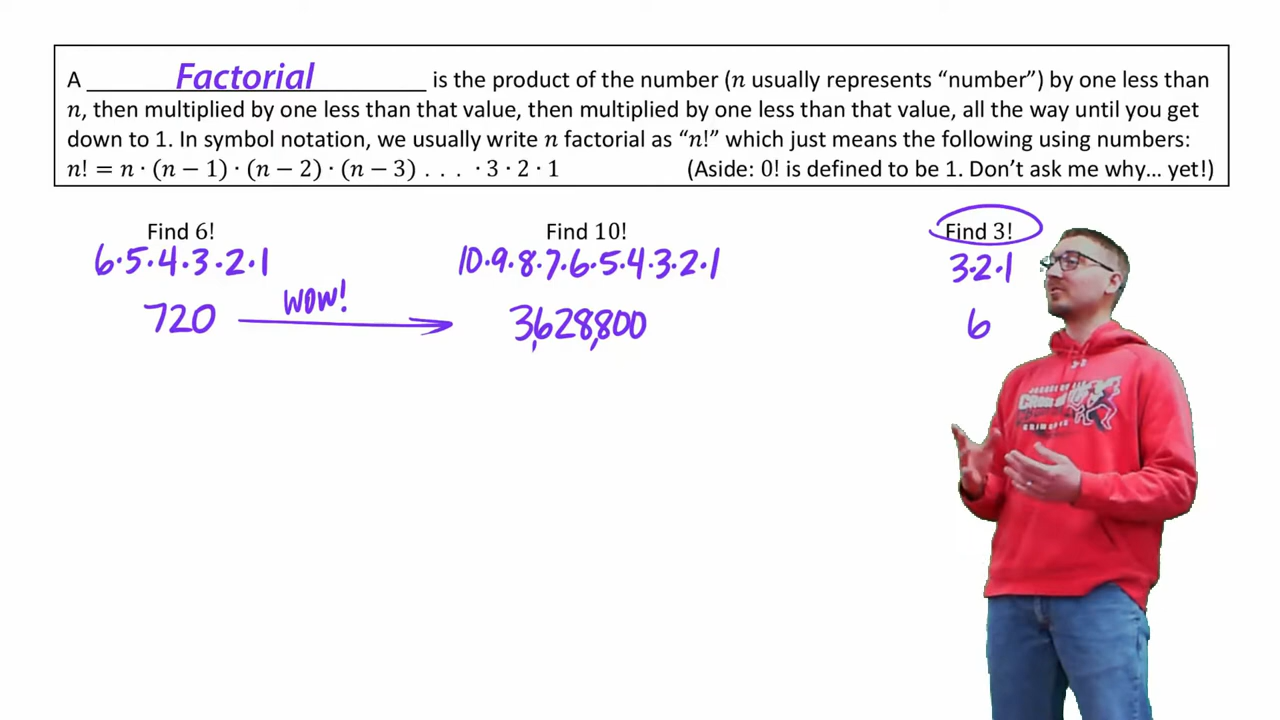 A Factorial is the product of the number (n usually represents “number”) by one less than
n, then multiplied by one less than that value, then multiplied by one less than that value, all the way until you get
down to 1. In symbol notation, we usually write n factorial as “n!” which just means the following using numbers:
n! = n · (n − 1) · (n − 2) · (n − 3) . . . · 3 · 2 · 1 (Aside: 0! is defined to be 1. Don’t ask me why… yet!)
Find 6! Find 10! Find 3!
6·5·4·3·2·1 10·9·8·7·6·5·4·3·2·1 3·2·1
720 WOW! 3,628,800 6